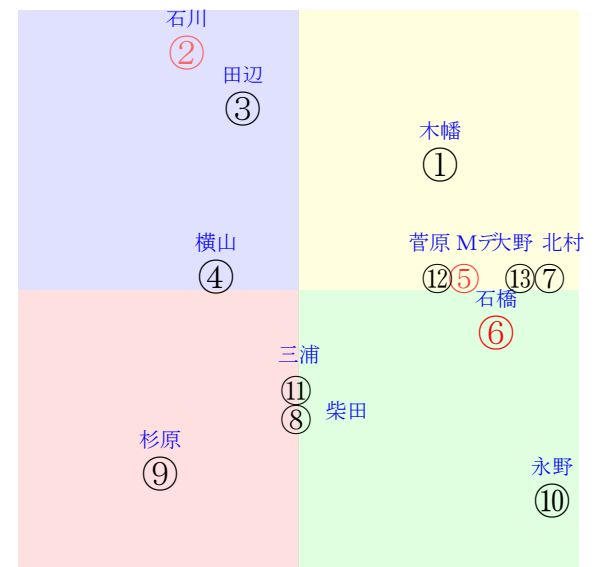 石川
②
田辺
③
木幡
①
横山
④
菅原 Mデ大野 北村
⑫⑤ ⑬⑦
石橋
⑥
三浦
⑪
⑧ 柴田
杉原
⑨
永野
⑩